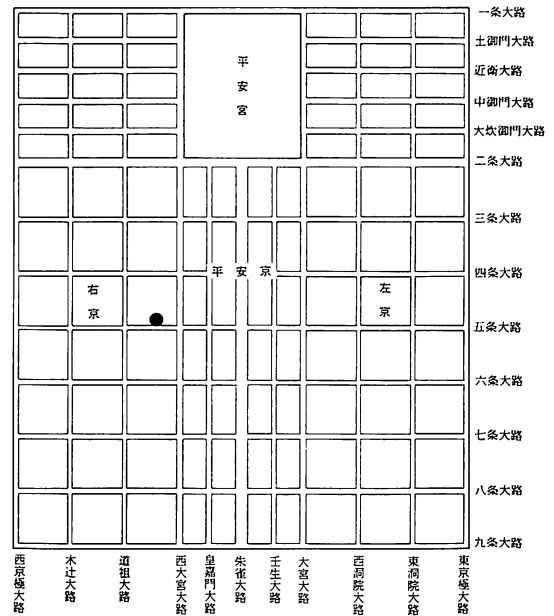 一条大路
土御門大路
近衛大路
中御門大路
大炊御門大路
二条大路
三条大路
四条大路
五条大路
六条大路
七条大路
八条大路
九条大路
平安宮
平安京
右京
左京
西京極大路
木辻大路
道祖大路
西大宮大路
皇嘉門大路
朱雀大路
壬生大路
大宮大路
西洞院大路
東洞院大路
東京極大路